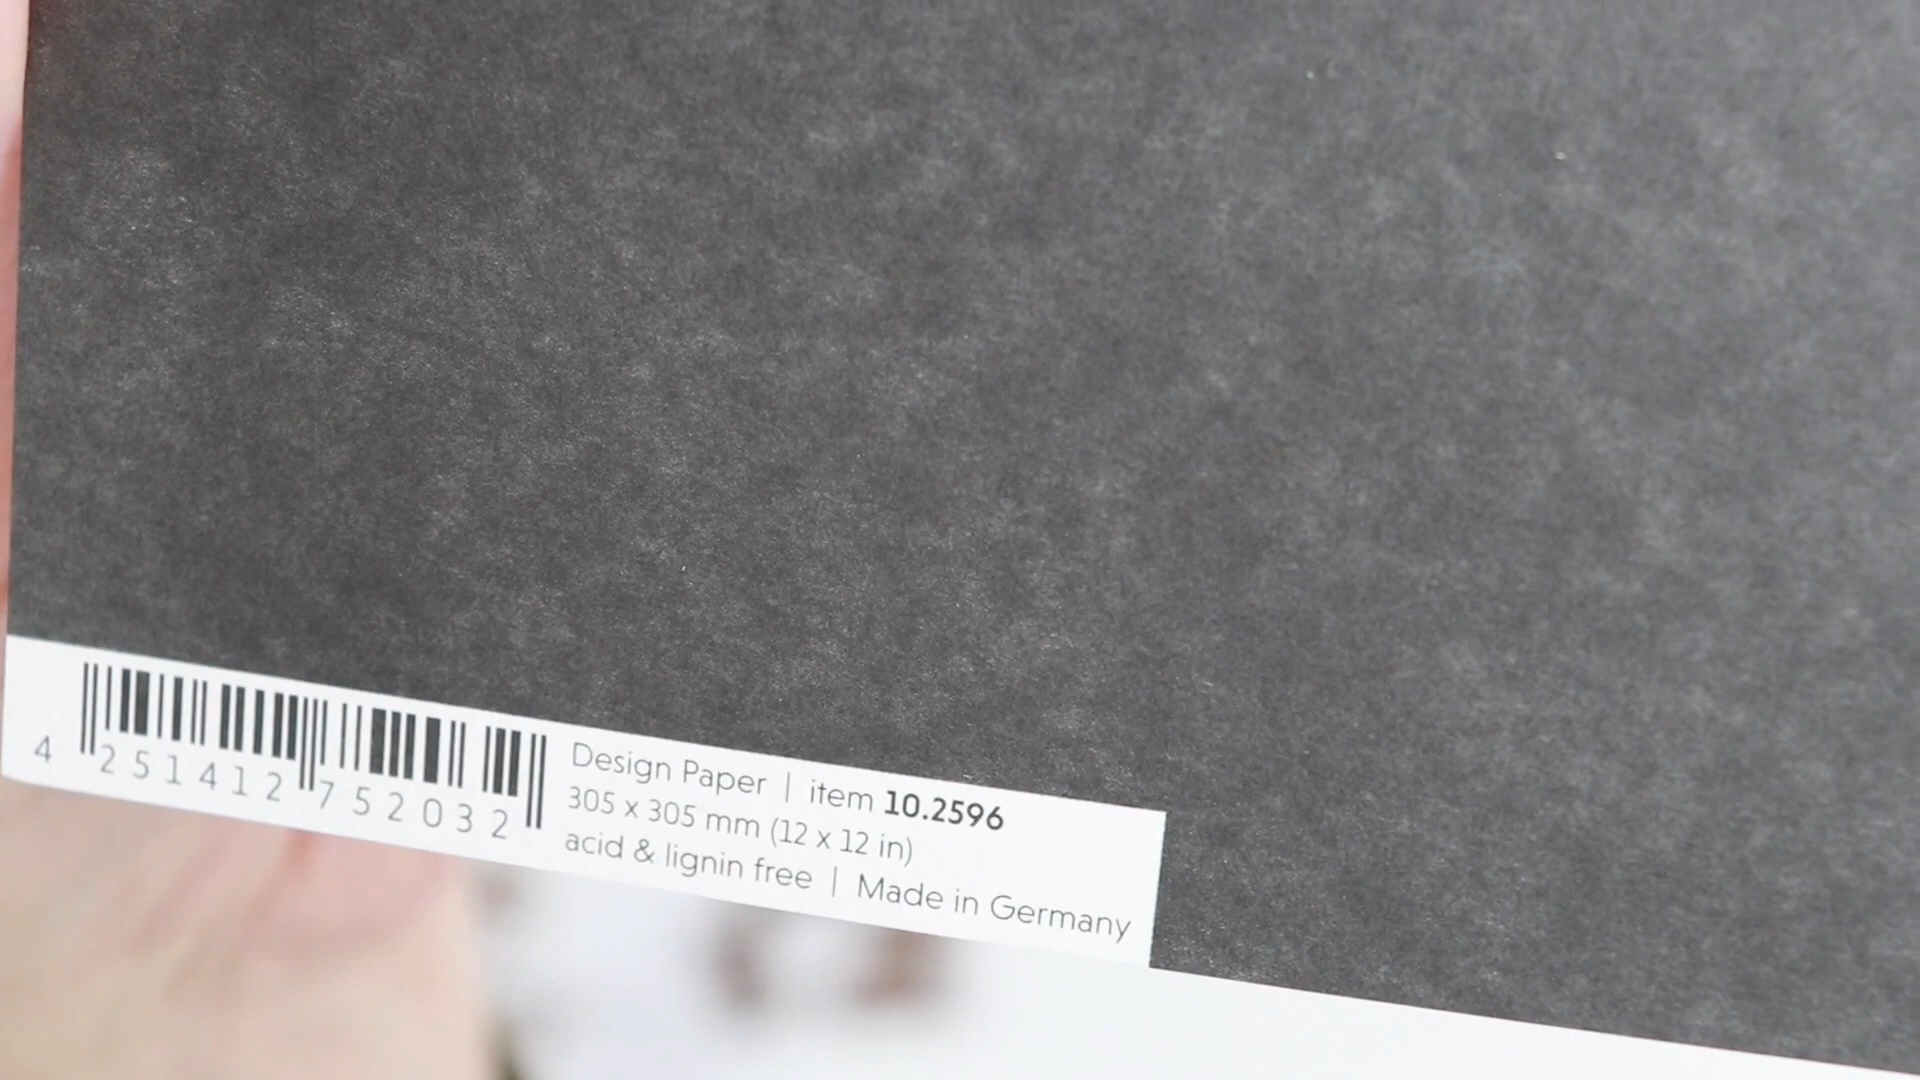 4 251412 752032
Design Paper | item 10.2596
305 x 305 mm (12 x 12 in)
acid & lignin free | Made in Germany